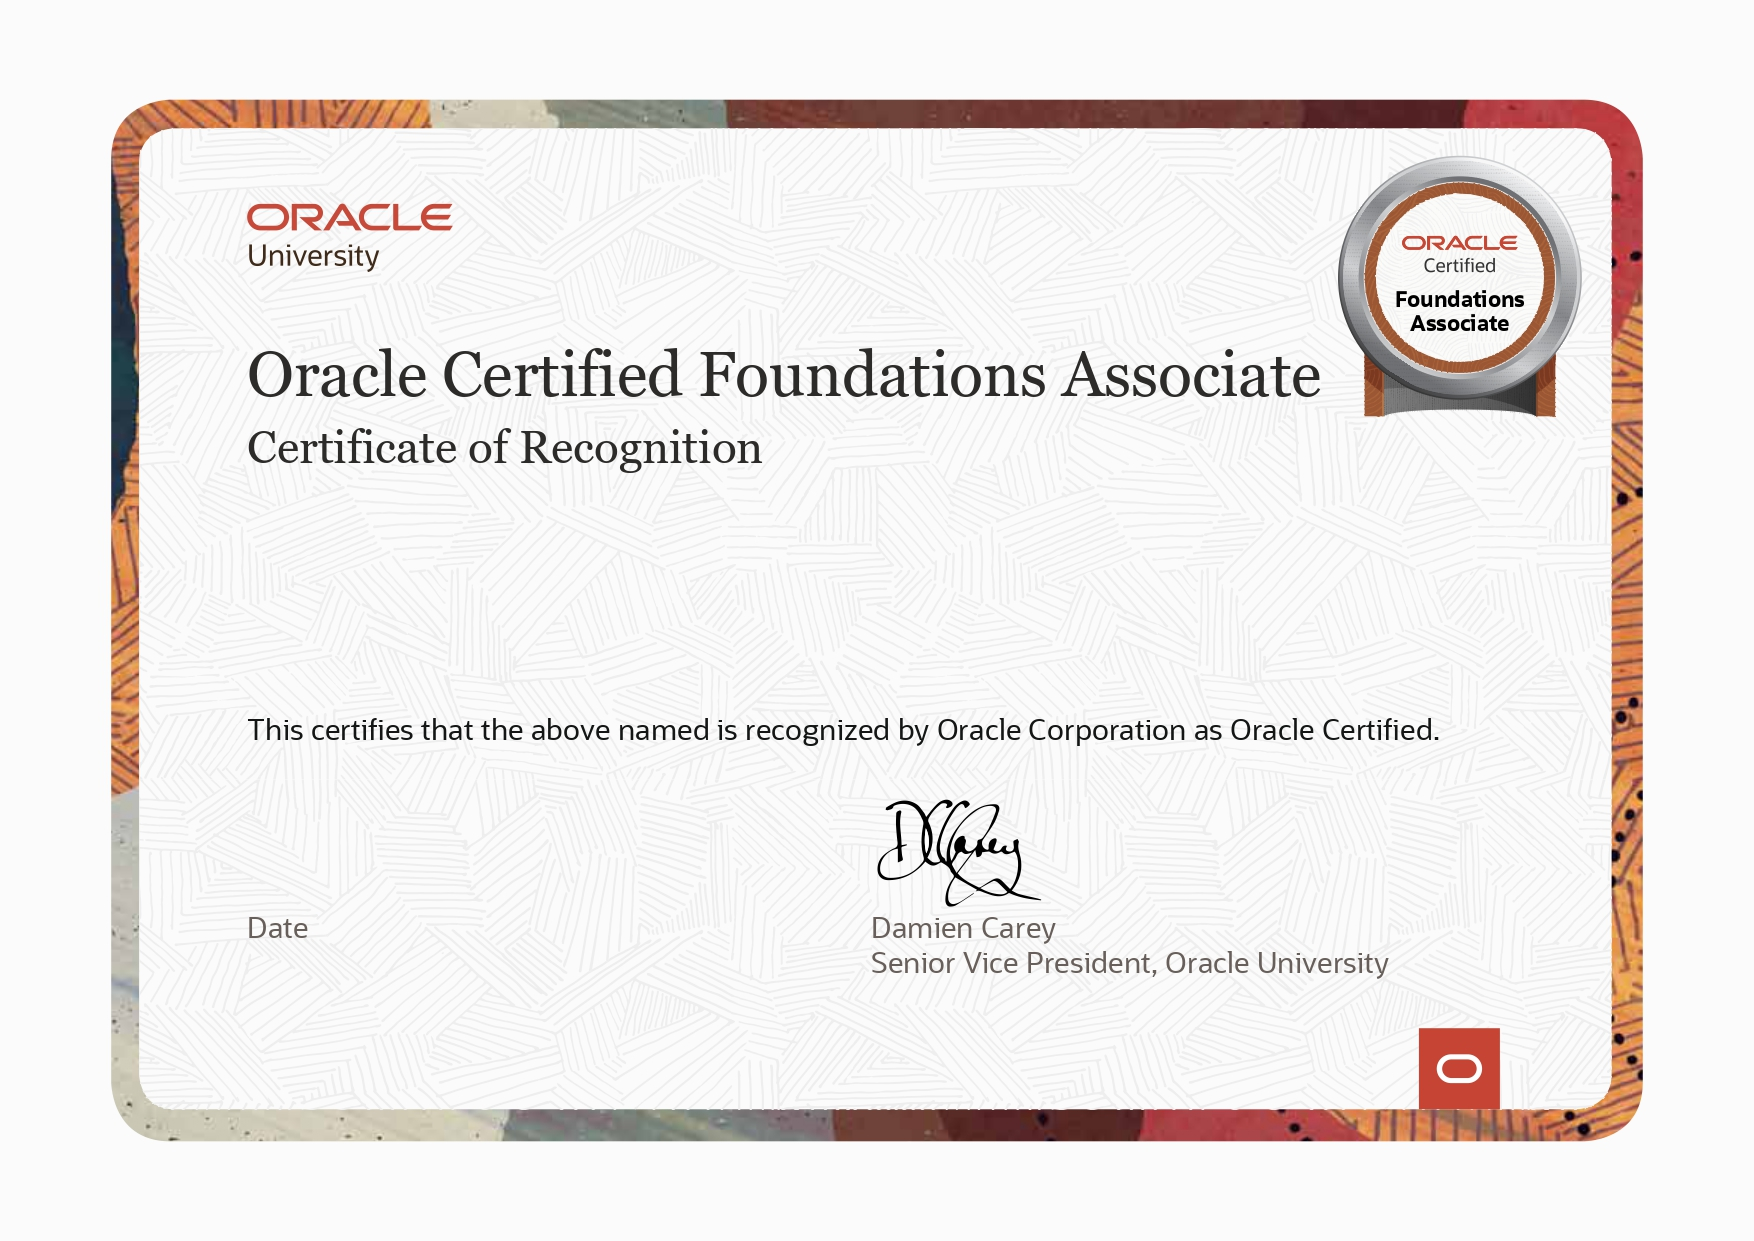 ORACLE
University
ORACLE
Certified
Foundations
Associate
Oracle Certified Foundations Associate
Certificate of Recognition
This certifies that the above named is recognized by Oracle Corporation as Oracle Certified.
DCarey
Date
Damien Carey
Senior Vice President, Oracle University